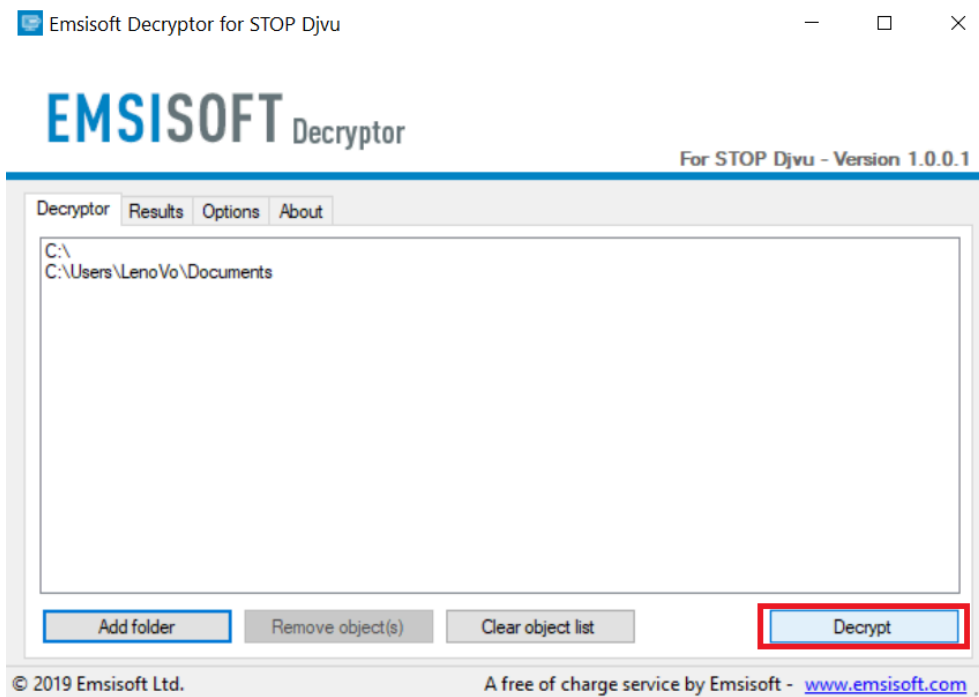 Emsisoft Decryptor for STOP Djvu
EMSISOFT Decryptor
For STOP Djvu - Version 1.0.0.1
Decryptor Results Options About
C:\
C:\Users\LenoVo\Documents
Add folder Remove object(s) Clear object list Decrypt
© 2019 Emsisoft Ltd. A free of charge service by Emsisoft - www.emsisoft.com